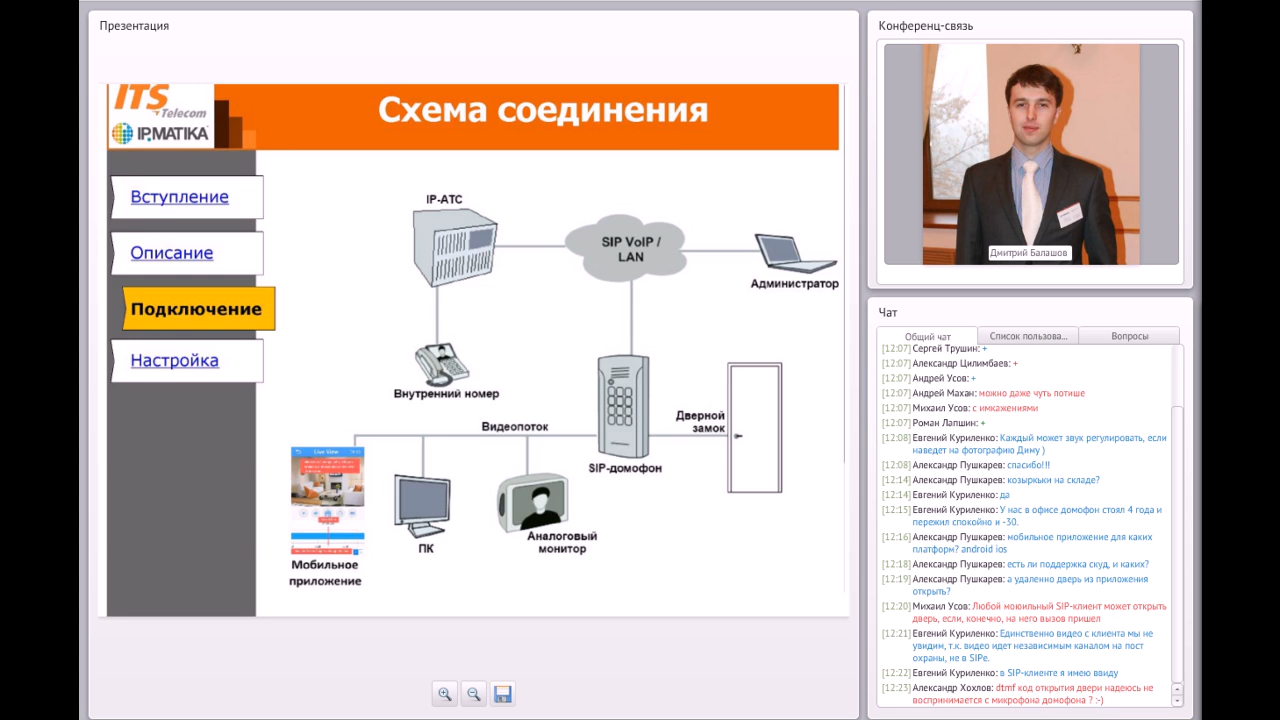 Презентация
ITS
Telecom
IPMATIKA
Схема соединения
Вступление
Описание
Подключение
Настройка
IP-АТС
SIP VoIP /
LAN
Администратор
Внутренний номер
Дверной
замок
Видеопоток
SIP-домофон
Live View
ПК
Аналоговый
монитор
Мобильное
приложение
Конференц-связь
Дмитрий Балашов
Чат
Общий чат
Список пользова...
Вопросы
[12:07] Сергей Трушин: +
[12:07] Александр Цилимбаев: +
[12:07] Андрей Усов: +
[12:07] Андрей Махан: можно даже чуть потише
[12:07] Михаил Усов: с имкажениями
[12:07] Роман Лапшин: +
[12:08] Евгений Куриленко: Каждый может звук регулировать, если
наведет на фотографию Диму )
[12:08] Александр Пушкарев: спасибо!!!
[12:14] Александр Пушкарев: козыркьки на складе?
[12:14] Евгений Куриленко: да
[12:15] Евгений Куриленко: У нас в офисе домофон стоял 4 года и
пережил спокойно и -30.
[12:16] Александр Пушкарев: мобильное приложение для каких
платформ? android ios
[12:18] Александр Пушкарев: есть ли поддержка скуд, и каких?
[12:19] Александр Пушкарев: а удаленно дверь из приложения
открыть?
[12:20] Михаил Усов: Любой моюильный SIP-клиент может открыть
дверь, если, конечно, на него вызов пришел
[12:21] Евгений Куриленко: Единственно видео с клиента мы не
увидим, т.к. видео идет независимым каналом на пост
охраны, не в SIPе.
[12:22] Евгений Куриленко: в SIP-клиенте я имею ввиду
[12:23] Александр Хохлов: dtmf код открытия двери надеюсь не
воспринимается с микрофона домофона ? :-)